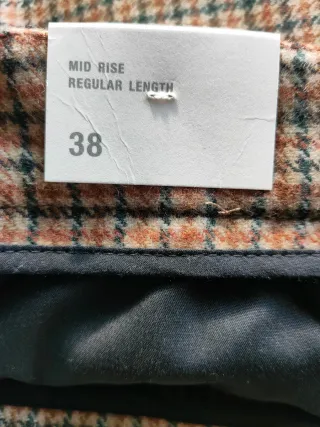 MID RISE
REGULAR LENGTH
38